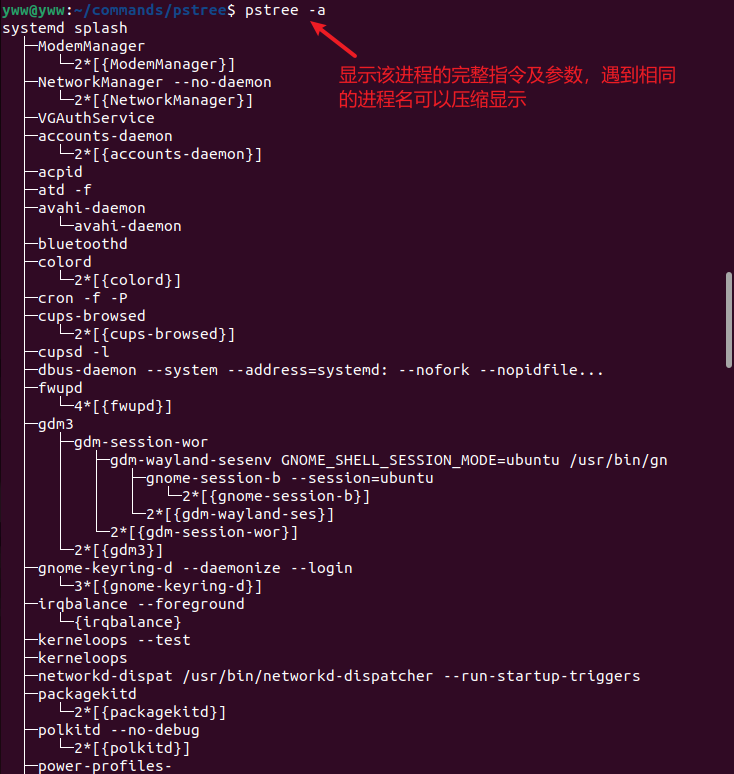 yww@yww:~/commands/pstree$ pstree -a
systemd splash
├─ModemManager
│   └─2*[{ModemManager}]
显示该进程的完整指令及参数，遇到相同
的进程名可以压缩显示
├─NetworkManager --no-daemon
│   └─2*[{NetworkManager}]
├─VGAuthService
├─accounts-daemon
│   └─2*[{accounts-daemon}]
├─acpid
├─atd -f
├─avahi-daemon
│   └─avahi-daemon
├─bluetoothd
├─colord
│   └─2*[{colord}]
├─cron -f -P
├─cups-browsed
│   └─2*[{cups-browsed}]
├─cupsd -l
├─dbus-daemon --system --address=systemd: --nofork --nopidfile...
├─fwupd
│   └─4*[{fwupd}]
├─gdm3
│   ├─gdm-session-wor
│   │   ├─gdm-wayland-sesenv GNOME_SHELL_SESSION_MODE=ubuntu /usr/bin/gn
│   │   │   ├─gnome-session-b --session=ubuntu
│   │   │   │   └─2*[{gnome-session-b}]
│   │   │   └─2*[{gdm-wayland-ses}]
│   │   └─2*[{gdm-session-wor}]
│   └─2*[{gdm3}]
├─gnome-keyring-d --daemonize --login
│   └─3*[{gnome-keyring-d}]
├─irqbalance --foreground
│   └─{irqbalance}
├─kerneloops --test
├─kerneloops
├─networkd-dispat /usr/bin/networkd-dispatcher --run-startup-triggers
├─packagekitd
│   └─2*[{packagekitd}]
├─polkitd --no-debug
│   └─2*[{polkitd}]
├─power-profiles-